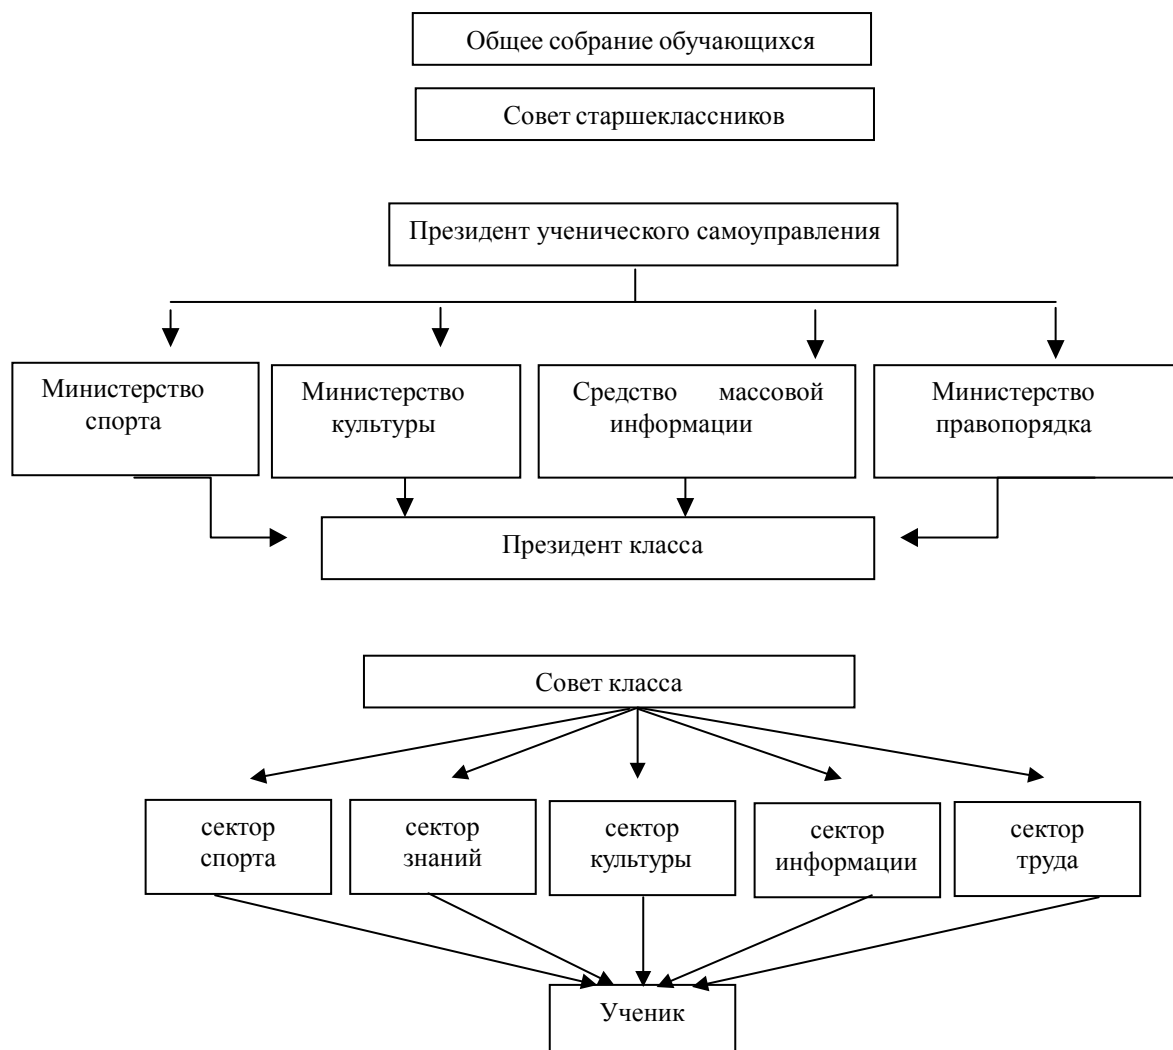 Общее собрание обучающихся
Совет старшеклассников
Президент ученического самоуправления
Министерство
спорта
Министерство
культуры
Средство массовой
информации
Министерство
правопорядка
Президент класса
Совет класса
сектор
спорта
сектор
знаний
сектор
культуры
сектор
информации
сектор
труда
Ученик